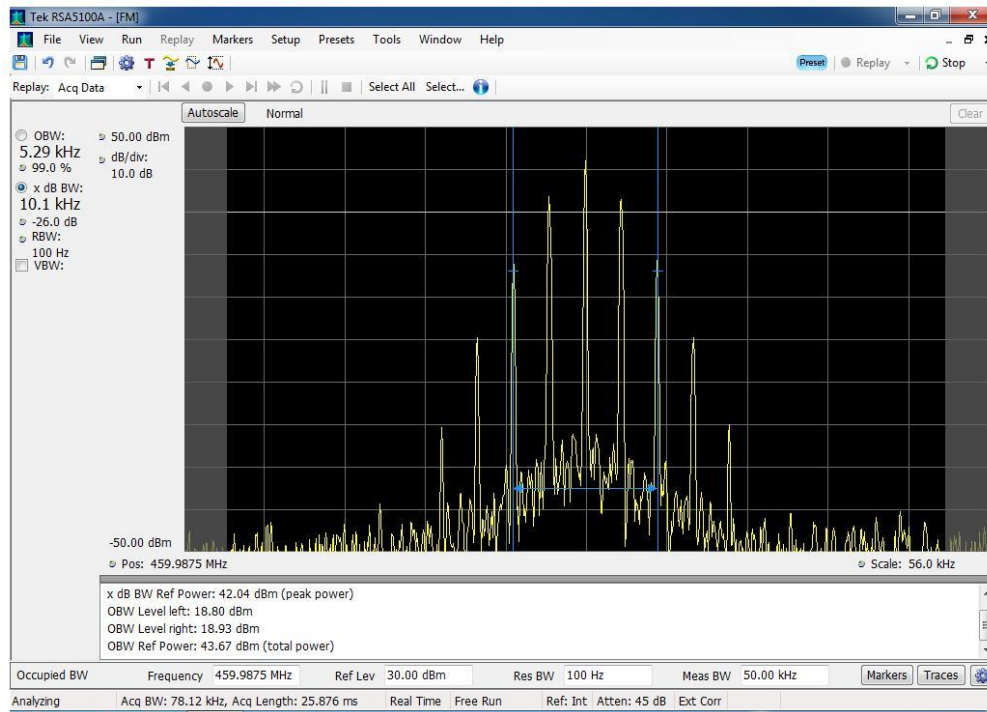 Tek RSA5100A - [FM]
File View Run Replay Markers Setup Presets Tools Window Help
Preset Replay Stop
Replay: Acq Data Select All Select...
Autoscale Normal Clear
OBW:
5.29 kHz
99.0 %
x dB BW:
10.1 kHz
-26.0 dB
RBW:
100 Hz
VBW:
50.00 dBm
dB/div:
10.0 dB
-50.00 dBm
Pos: 459.9875 MHz Scale: 56.0 kHz
x dB BW Ref Power: 42.04 dBm (peak power)
OBW Level left: 18.80 dBm
OBW Level right: 18.93 dBm
OBW Ref Power: 43.67 dBm (total power)
Occupied BW Frequency 459.9875 MHz Ref Lev 30.00 dBm Res BW 100 Hz Meas BW 50.00 kHz Markers Traces
Analyzing Acq BW: 78.12 kHz, Acq Length: 25.876 ms Real Time Free Run Ref: Int Atten: 45 dB Ext Corr